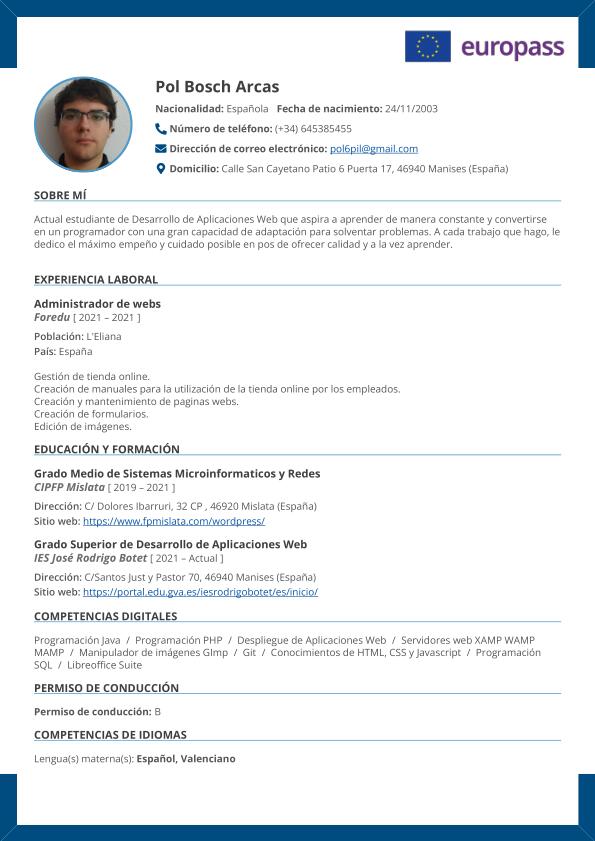 europass
Pol Bosch Arcas
Nacionalidad: Española Fecha de nacimiento: 24/11/2003
Número de teléfono: (+34) 645385455
Dirección de correo electrónico: pol6pil@gmail.com
Domicilio: Calle San Cayetano Patio 6 Puerta 17, 46940 Manises (España)
SOBRE MÍ
Actual estudiante de Desarrollo de Aplicaciones Web que aspira a aprender de manera constante y convertirse
en un programador con una gran capacidad de adaptación para solventar problemas. A cada trabajo que hago, le
dedico el máximo empeño y cuidado posible en pos de ofrecer calidad y a la vez aprender.
EXPERIENCIA LABORAL
Administrador de webs
Foredu [ 2021 – 2021 ]
Población: L'Eliana
País: España
Gestión de tienda online.
Creación de manuales para la utilización de la tienda online por los empleados.
Creación y mantenimiento de paginas webs.
Creación de formularios.
Edición de imágenes.
EDUCACIÓN Y FORMACIÓN
Grado Medio de Sistemas Microinformaticos y Redes
CIPFP Mislata [ 2019 – 2021 ]
Dirección: C/ Dolores Ibarruri, 32 CP , 46920 Mislata (España)
Sitio web: https://www.fpmislata.com/wordpress/
Grado Superior de Desarrollo de Aplicaciones Web
IES José Rodrigo Botet [ 2021 – Actual ]
Dirección: C/Santos Just y Pastor 70, 46940 Manises (España)
Sitio web: https://portal.edu.gva.es/iesrodrigobotet/es/inicio/
COMPETENCIAS DIGITALES
Programación Java / Programación PHP / Despliegue de Aplicaciones Web / Servidores web XAMP WAMP
MAMP / Manipulador de imágenes GImp / Git / Conocimientos de HTML, CSS y Javascript / Programación
SQL / Libreoffice Suite
PERMISO DE CONDUCCIÓN
Permiso de conducción: B
COMPETENCIAS DE IDIOMAS
Lengua(s) materna(s): Español, Valenciano